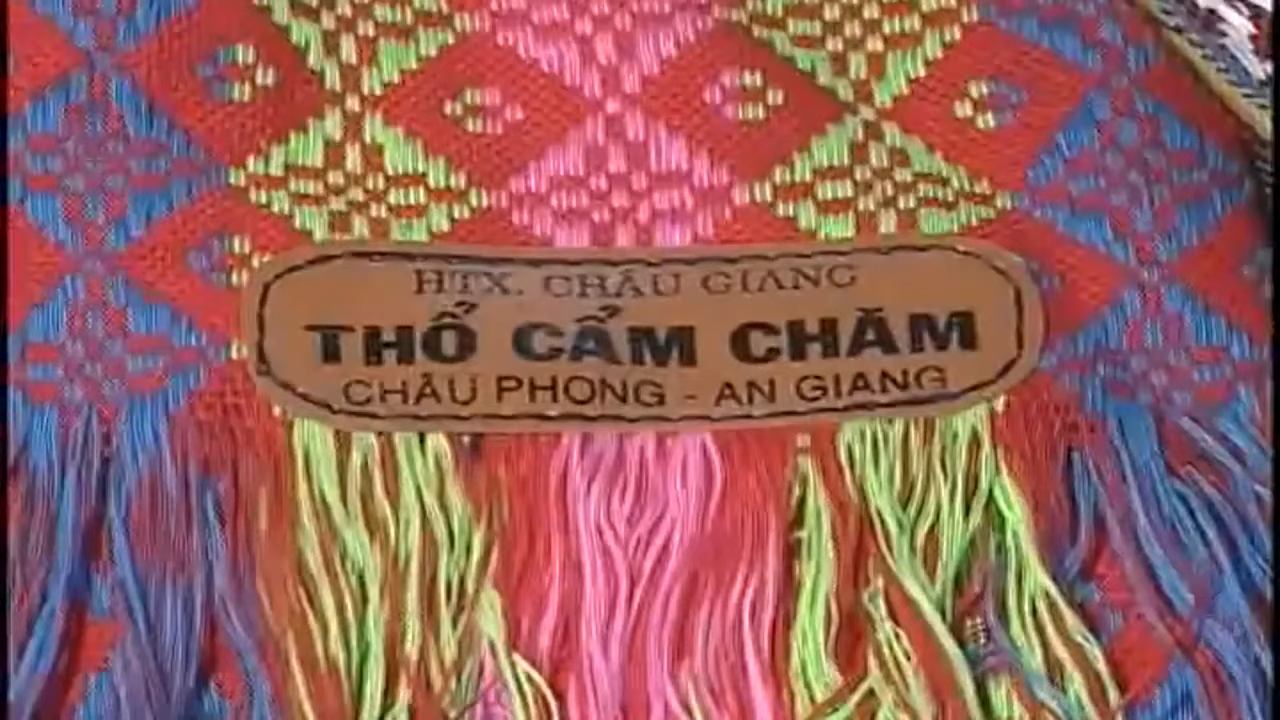 HTX. CHÂU GIANG
THỔ CẨM CHĂM
CHÂU PHONG - AN GIANG